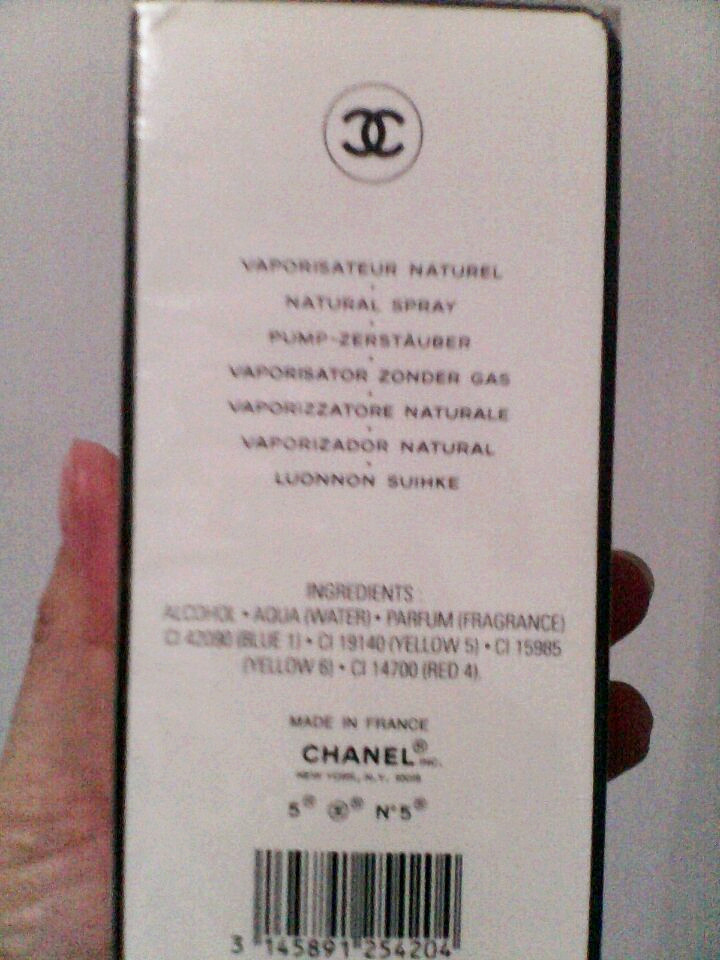 VAPORISATEUR NATUREL
NATURAL SPRAY
PUMP-ZERSTÄUBER
VAPORISATOR ZONDER GAS
VAPORIZZATORE NATURALE
VAPORIZADOR NATURAL
LUONNON SUIHKE
INGREDIENTS :
ALCOHOL • AQUA (WATER) • PARFUM (FRAGRANCE)
CI 42090 (BLUE 1) • CI 19140 (YELLOW 5) • CI 15985
(YELLOW 6) • CI 14700 (RED 4).
MADE IN FRANCE
CHANEL® INC.
NEW YORK, N.Y.
5® ® N°5®
3 145891 254204